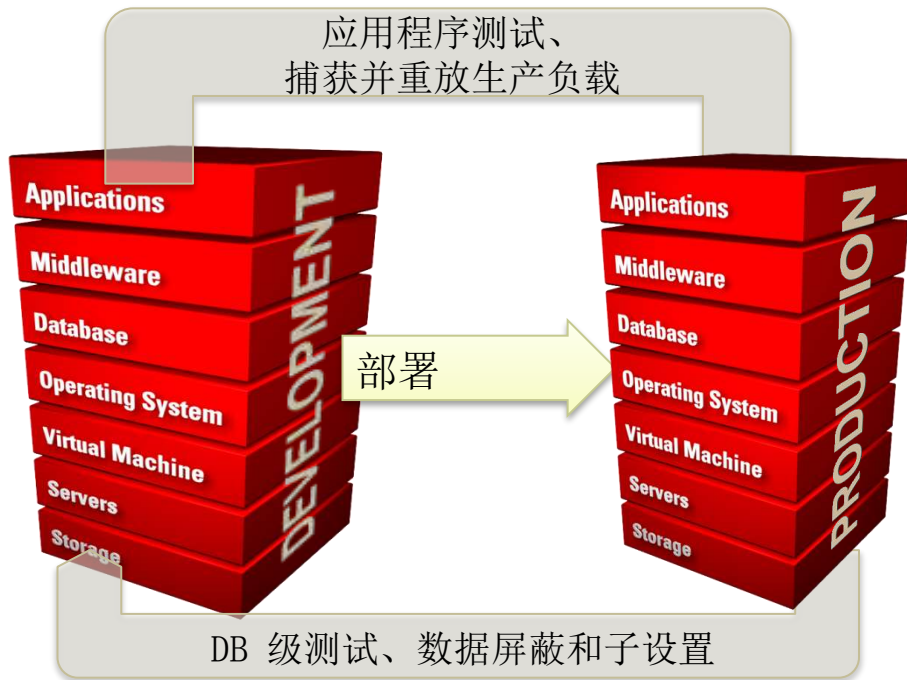 应用程序测试、
捕获并重放生产负载
Applications
Middleware
Database
Operating System
Virtual Machine
Servers
Storage
DEVELOPMENT
部署
Applications
Middleware
Database
Operating System
Virtual Machine
Servers
Storage
PRODUCTION
DB 级测试、数据屏蔽和子设置